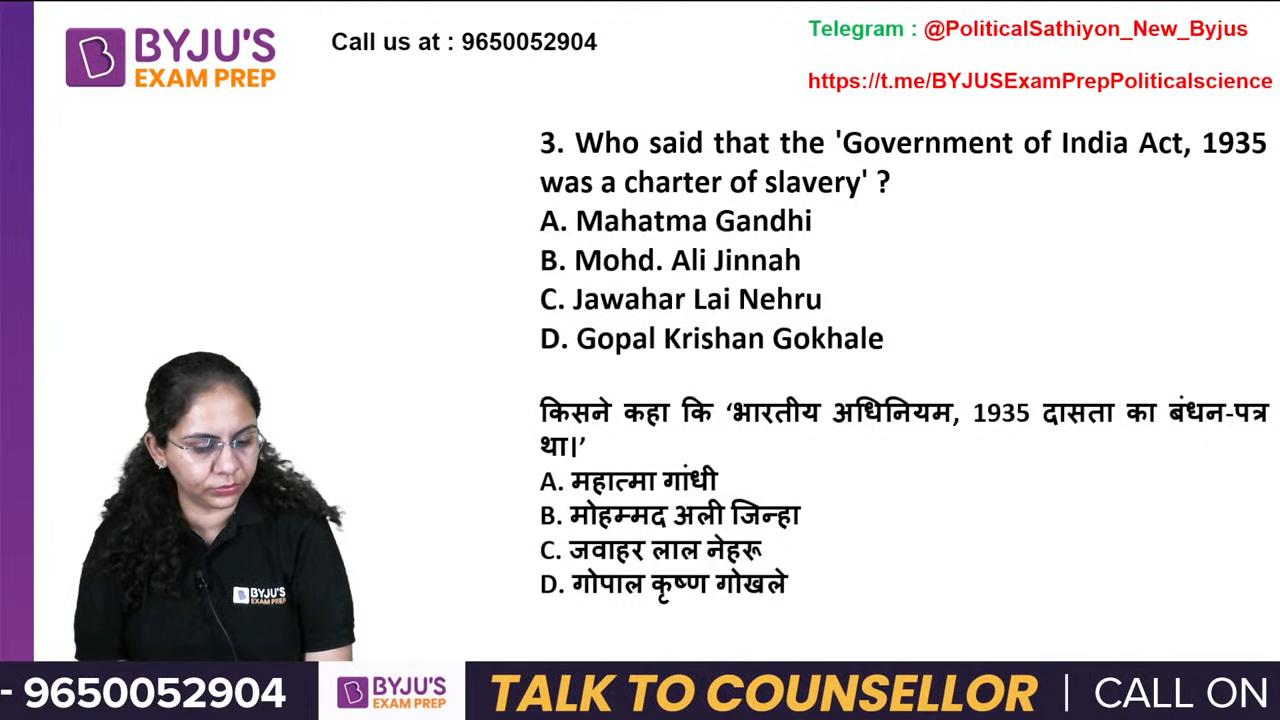 BYJU'S
EXAM PREP
Call us at : 9650052904
Telegram : @PoliticalSathiyon_New_Byjus
https://t.me/BYJUSExamPrepPoliticalscience
3. Who said that the 'Government of India Act, 1935
was a charter of slavery' ?
A. Mahatma Gandhi
B. Mohd. Ali Jinnah
C. Jawahar Lai Nehru
D. Gopal Krishan Gokhale
किसने कहा कि ‘भारतीय अधिनियम, 1935 दासता का बंधन-पत्र
था।’
A. महात्मा गांधी
B. मोहम्मद अली जिन्हा
C. जवाहर लाल नेहरू
D. गोपाल कृष्ण गोखले
BYJU'S
EXAM PREP
- 9650052904
BYJU'S
EXAM PREP
TALK TO COUNSELLOR | CALL ON